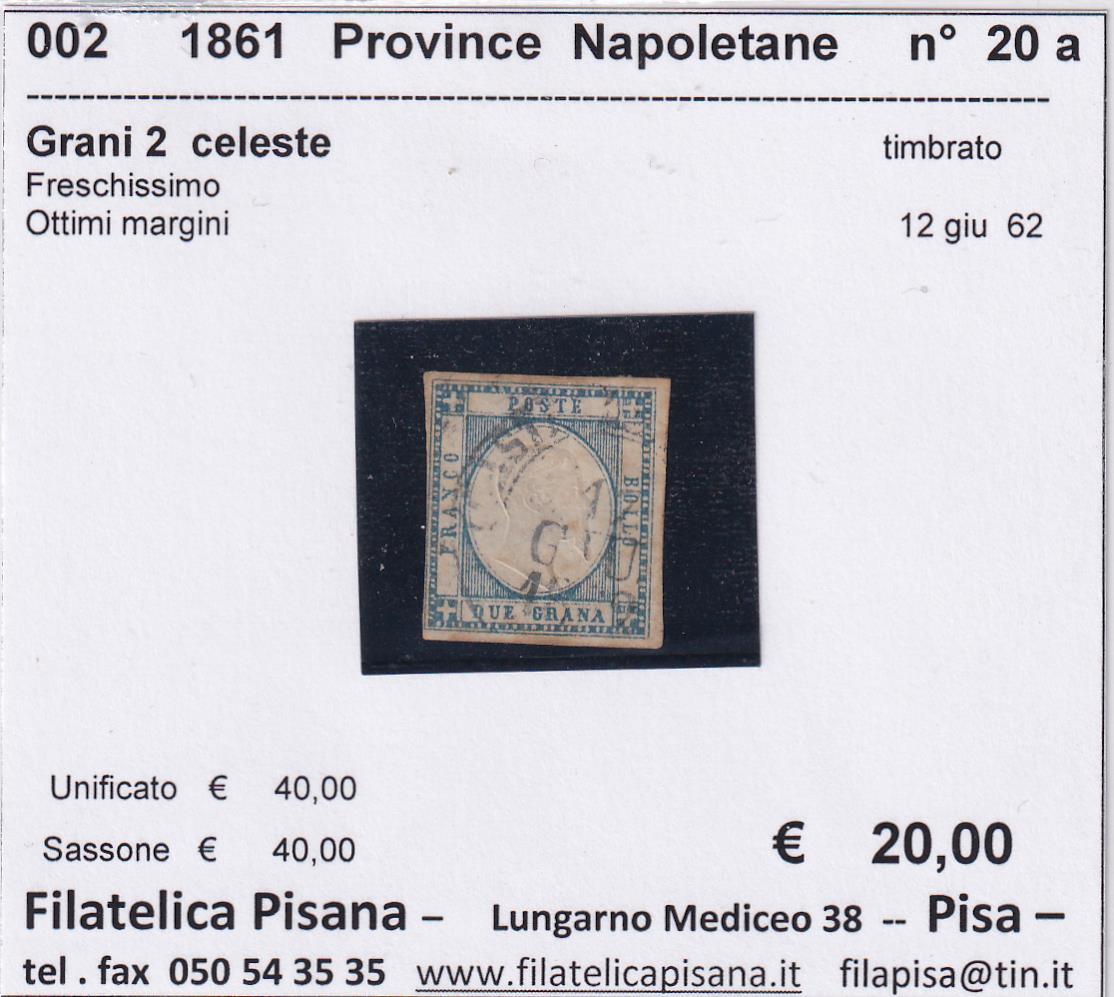 002 1861 Province Napoletane n° 20 a
Grani 2 celeste timbrato
Freschissimo
Ottimi margini 12 giu 62
POSTE
FRANCO
BOLLO
GIU
DUE GRANA
Unificato € 40,00
Sassone € 40,00
€ 20,00
Filatelica Pisana – Lungarno Mediceo 38 -- Pisa –
tel . fax 050 54 35 35 www.filatelicapisana.it filapisa@tin.it